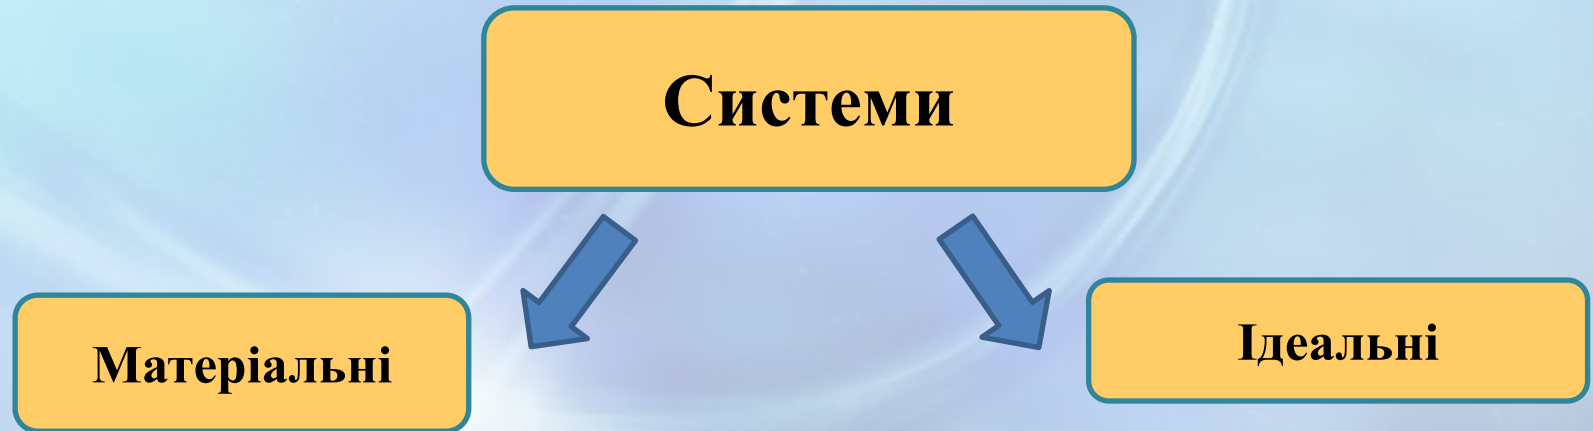 Системи
Матеріальні
Ідеальні